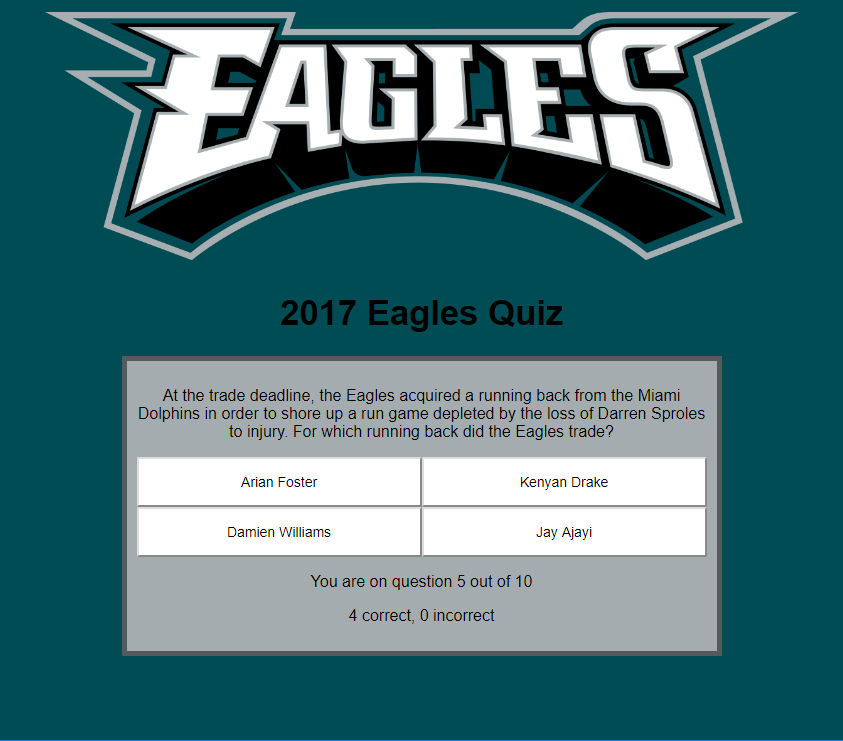 EAGLES
2017 Eagles Quiz
At the trade deadline, the Eagles acquired a running back from the Miami
Dolphins in order to shore up a run game depleted by the loss of Darren Sproles
to injury. For which running back did the Eagles trade?
Arian Foster
Kenyan Drake
Damien Williams
Jay Ajayi
You are on question 5 out of 10
4 correct, 0 incorrect